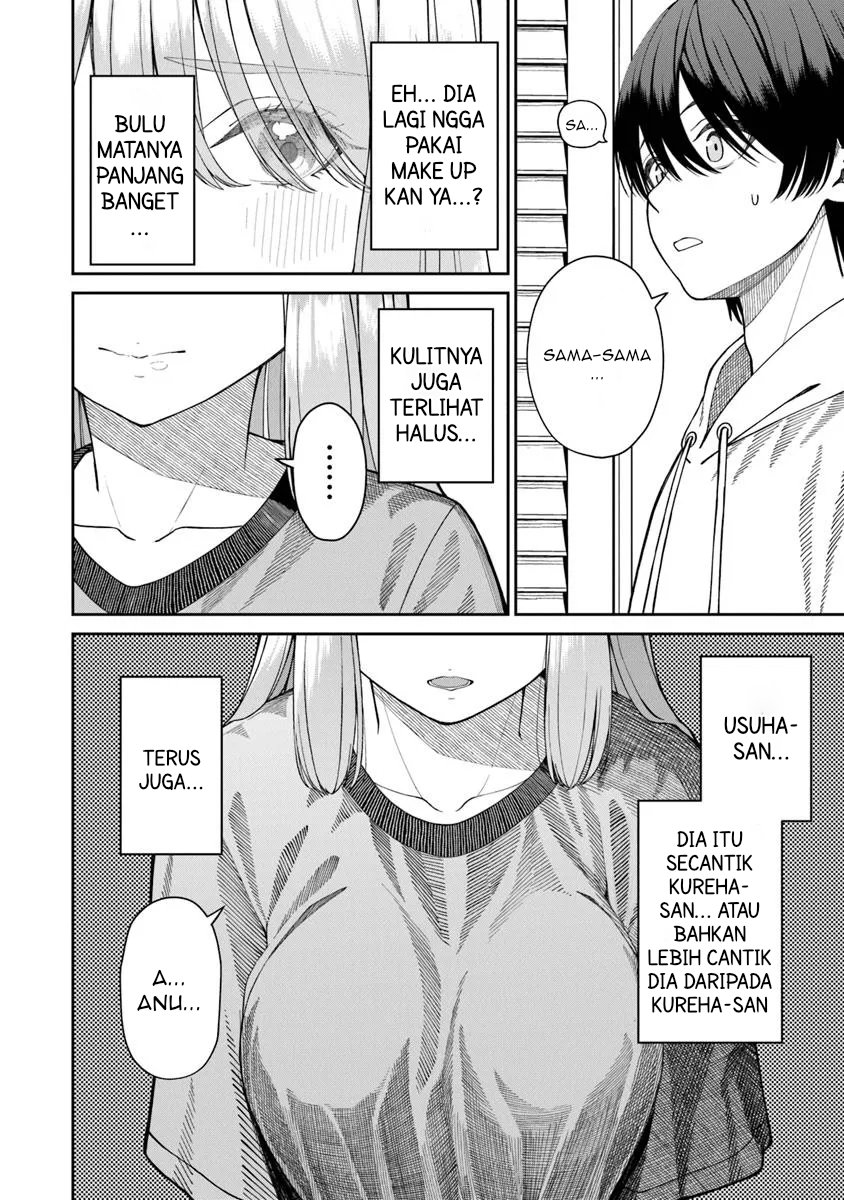 SA...
SAMA-SAMA
...
EH... DIA
LAGI NGGA
PAKAI
MAKE UP
KAN YA...?
BULU
MATANYA
PANJANG
BANGET
...
KULITNYA
JUGA
TERLIHAT
HALUS...
......
USUHA-
SAN...
DIA ITU
SECANTIK
KUREHA-
SAN... ATAU
BAHKAN
LEBIH CANTIK
DIA DARIPADA
KUREHA-SAN
TERUS
JUGA...
A...
ANU...